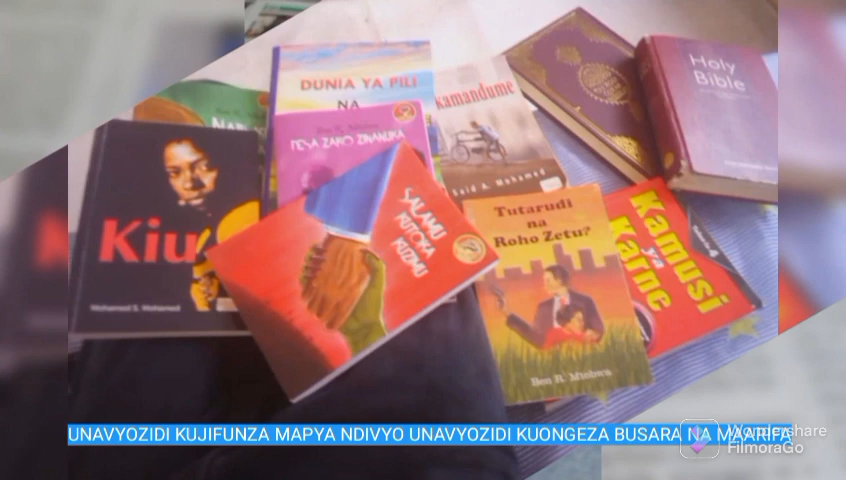 DUNIA YA PILI
NA
Kamandume
Said A. Mohamed
Holy
Bible
FESA ZAKO ZINANUKA
Kiu
Mohamed S. Mohamed
SALAMU
KUTOKA
KUZIMU
Tutarudi
na
Roho Zetu?
Ben R. Mtobwa
Kamusi
ya
Karne
UNAVYOZIDI KUJIFUNZA MAPYA NDIVYO UNAVYOZIDI KUONGEZA BUSARA NA MAARIFA
Wondershare
FilmoraGo